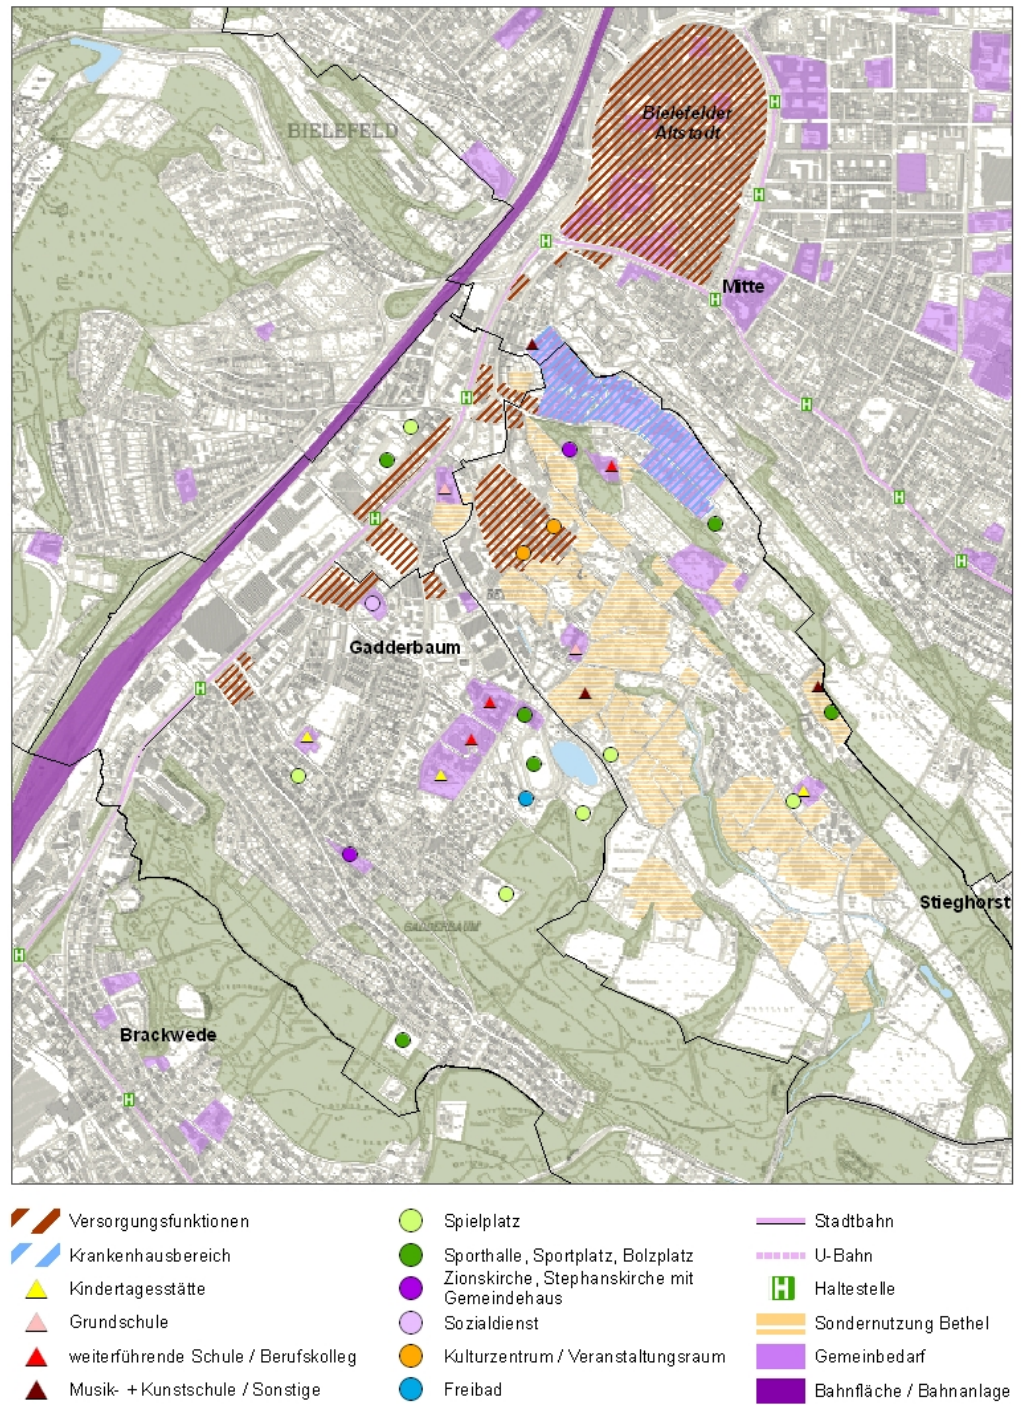 BIELEFELD
Bielefelder
Altstadt
Mitte
Gadderbaum
GADDERBAUM
Stieghorst
Brackwede
Versorgungsfunktionen
Krankenhausbereich
Kindertagesstätte
Grundschule
weiterführende Schule / Berufskolleg
Musik- + Kunstschule / Sonstige
Spielplatz
Sporthalle, Sportplatz, Bolzplatz
Zionskirche, Stephanskirche mit
Gemeindehaus
Sozialdienst
Kulturzentrum / Veranstaltungsraum
Freibad
Stadtbahn
U-Bahn
H Haltestelle
Sondernutzung Bethel
Gemeinbedarf
Bahnfläche / Bahnanlage